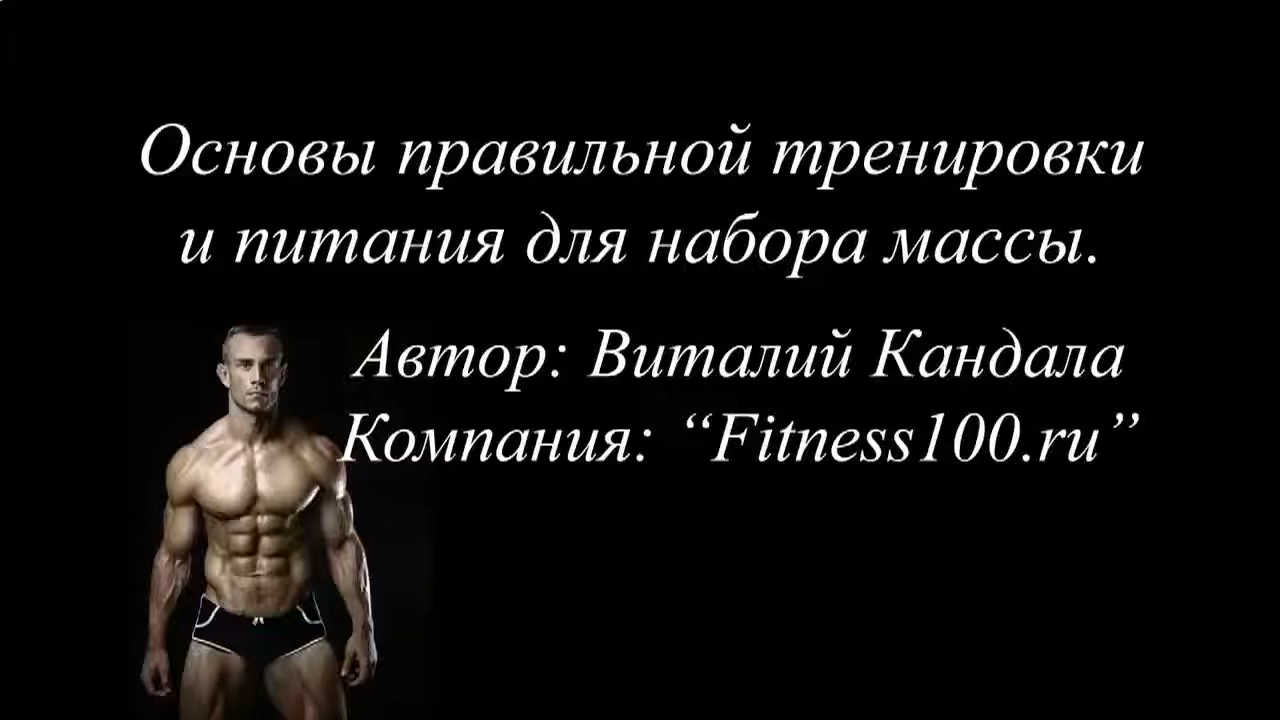 Основы правильной тренировки
и питания для набора массы.
Автор: Виталий Кандала
Компания: “Fitness100.ru”